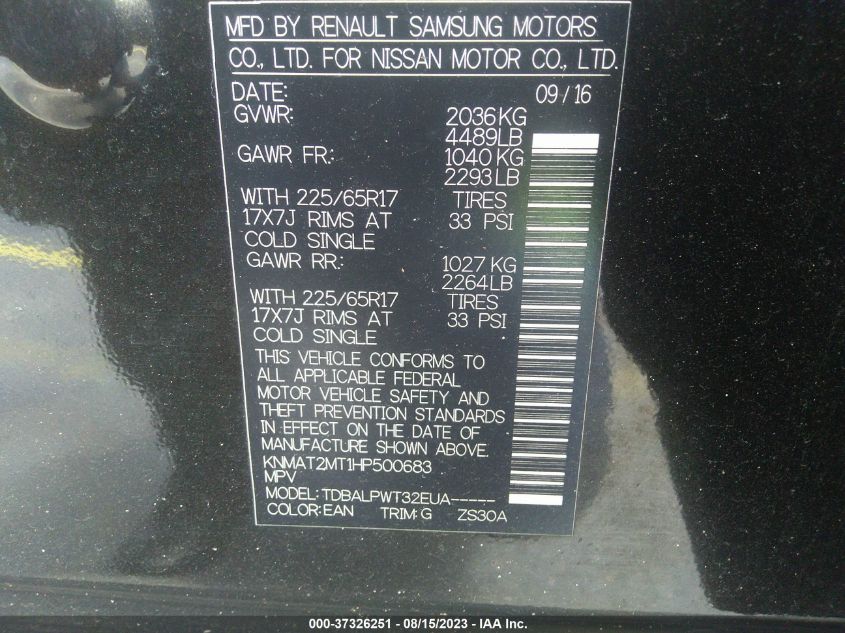 MFD BY RENAULT SAMSUNG MOTORS
CO., LTD. FOR NISSAN MOTOR CO., LTD.
DATE: 09/16
GVWR: 2036KG
4489LB
GAWR FR: 1040KG
2293LB
WITH 225/65R17 TIRES
17X7J RIMS AT 33 PSI
COLD SINGLE
GAWR RR: 1027KG
2264LB
WITH 225/65R17 TIRES
17X7J RIMS AT 33 PSI
COLD SINGLE
THIS VEHICLE CONFORMS TO
ALL APPLICABLE FEDERAL
MOTOR VEHICLE SAFETY AND
THEFT PREVENTION STANDARDS
IN EFFECT ON THE DATE OF
MANUFACTURE SHOWN ABOVE.
KNMAT2MT1HP500683
MPV
MODEL: TDBALPWT32EUA-----
COLOR:EAN TRIM:G ZS30A
000-37326251 - 08/15/2023 - IAA Inc.